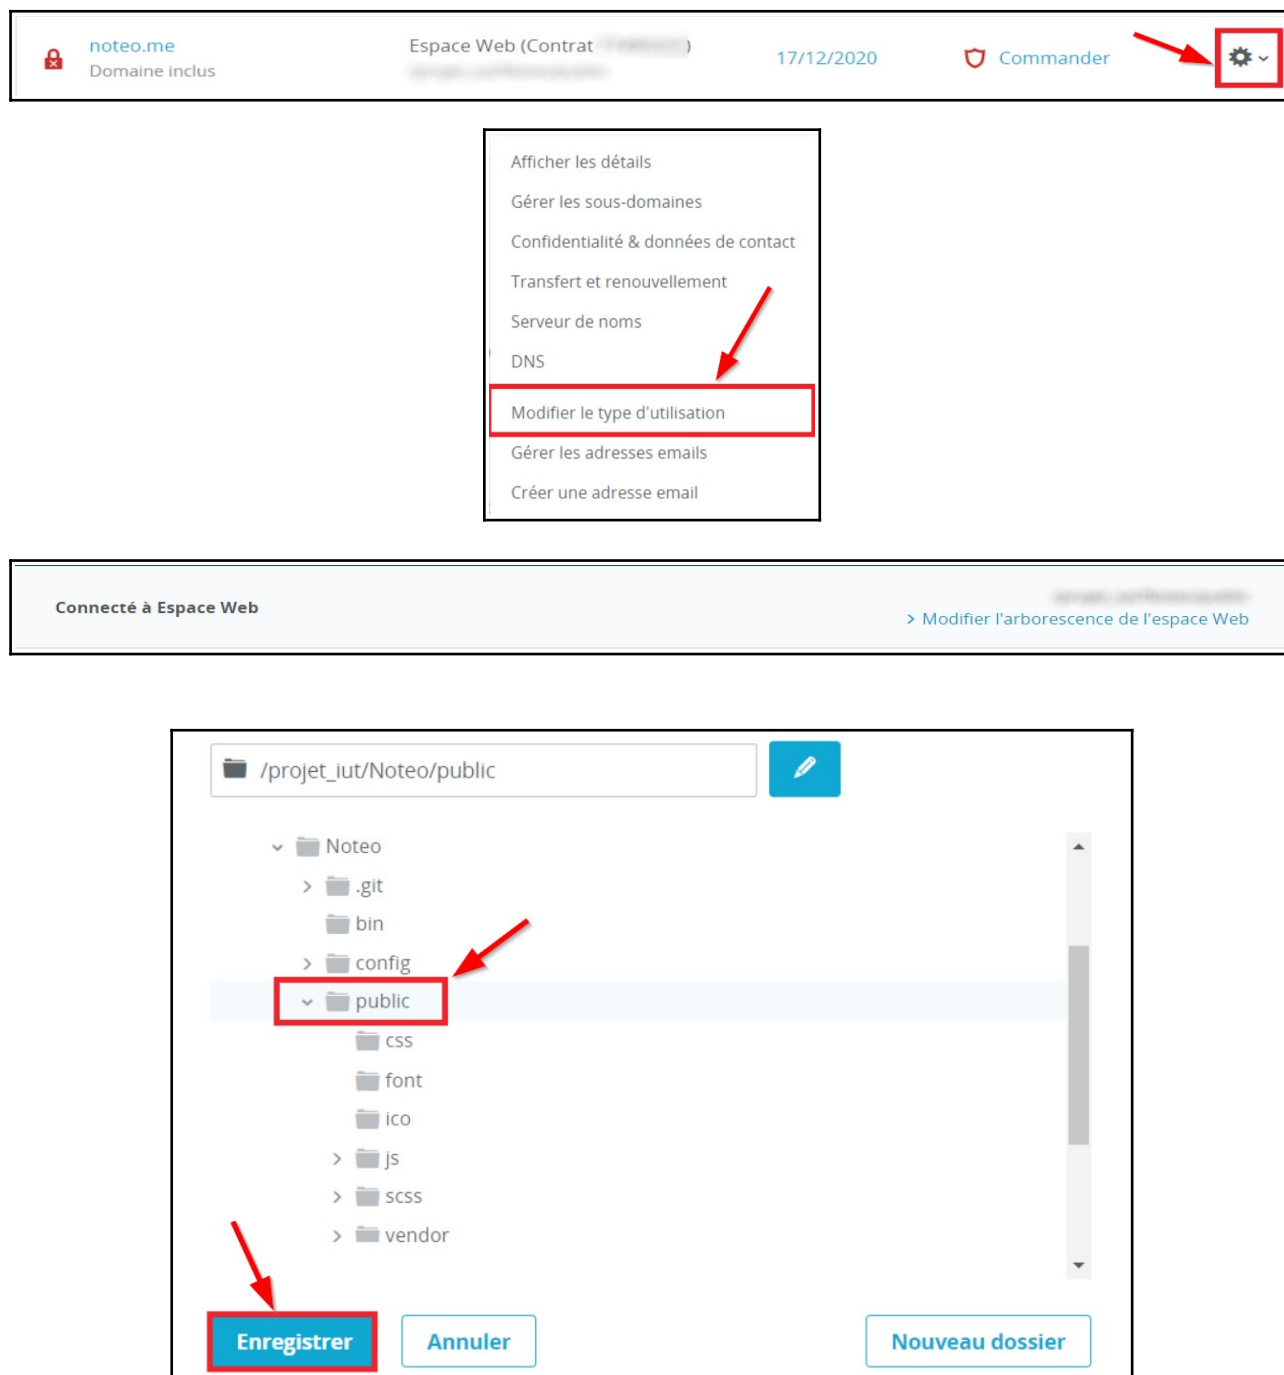 noteo.me
Domaine inclus
Espace Web (Contrat )
17/12/2020
Commander
Afficher les détails
Gérer les sous-domaines
Confidentialité & données de contact
Transfert et renouvellement
Serveur de noms
DNS
Modifier le type d'utilisation
Gérer les adresses emails
Créer une adresse email
Connecté à Espace Web
> Modifier l'arborescence de l'espace Web
/projet_iut/Noteo/public
Noteo
.git
bin
config
public
css
font
ico
js
scss
vendor
Enregistrer
Annuler
Nouveau dossier